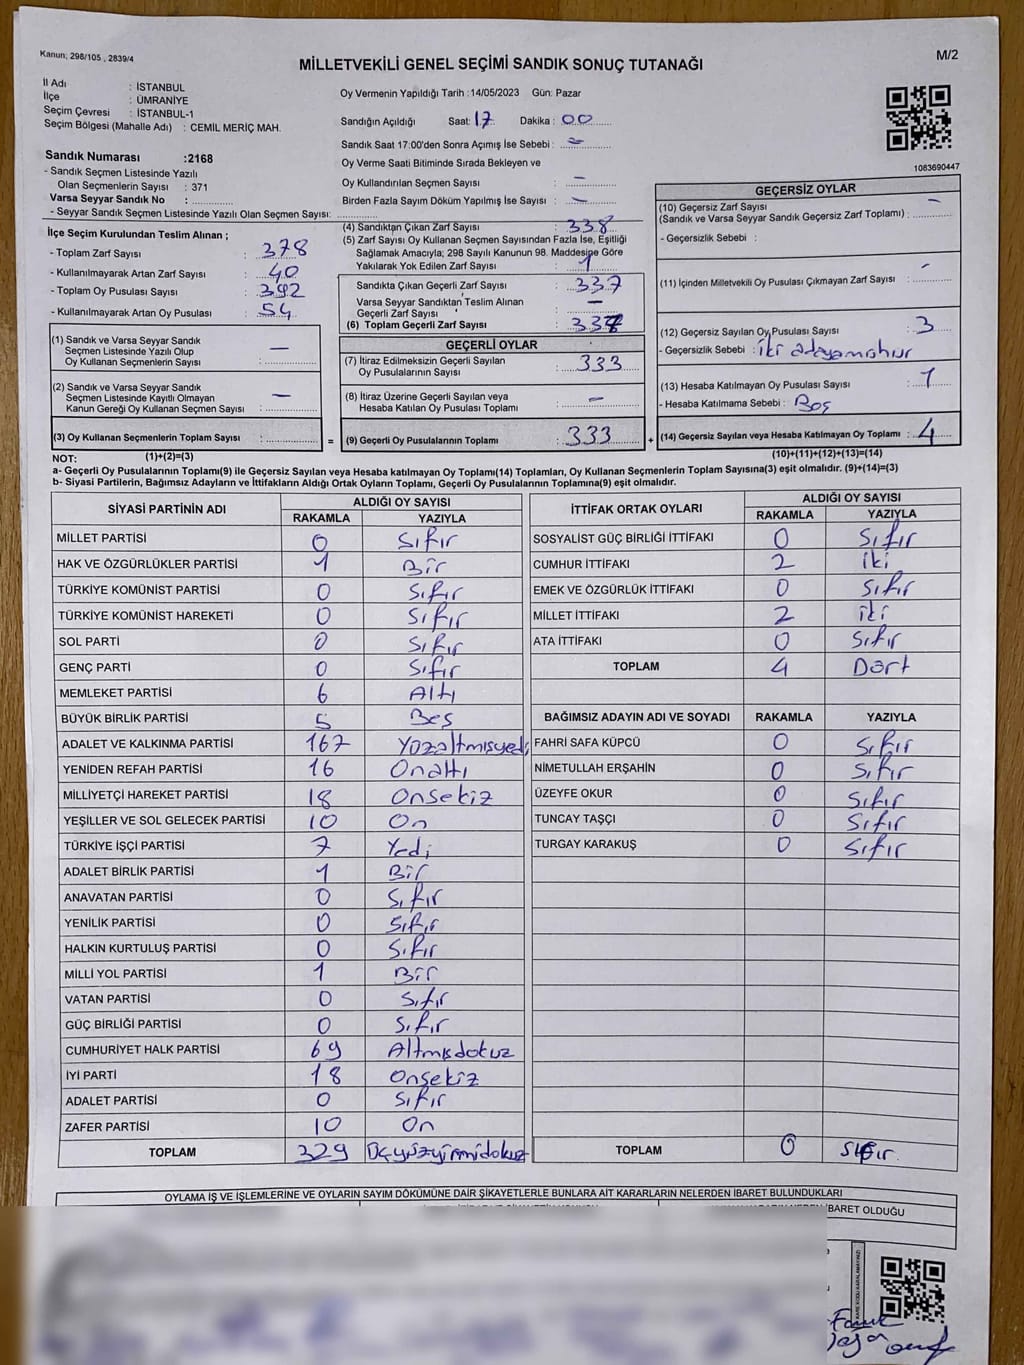 Kanun; 298/105 , 2839/4
M/2
MİLLETVEKİLİ GENEL SEÇİMİ SANDIK SONUÇ TUTANAĞI
İl Adı : İSTANBUL
İlçe : ÜMRANİYE
Seçim Çevresi : İSTANBUL-1
Seçim Bölgesi (Mahalle Adı) : CEMİL MERİÇ MAH.
Sandık Numarası :2168
- Sandık Seçmen Listesinde Yazılı
Olan Seçmenlerin Sayısı : 371
Varsa Seyyar Sandık No :
- Seyyar Sandık Seçmen Listesinde Yazılı Olan Seçmen Sayısı:
Oy Vermenin Yapıldığı Tarih :14/05/2023 Gün: Pazar
Sandığın Açıldığı Saat: 17 Dakika : 00
Sandık Saat 17:00'den Sonra Açımış İse Sebebi : -
Oy Verme Saati Bitiminde Sırada Bekleyen ve
Oy Kullandırılan Seçmen Sayısı : -
Birden Fazla Sayım Döküm Yapılmış İse Sayısı : -
1083690447
İlçe Seçim Kurulundan Teslim Alınan ;
- Toplam Zarf Sayısı : 378
- Kullanılmayarak Artan Zarf Sayısı : 40
- Toplam Oy Pusulası Sayısı : 392
- Kullanılmayarak Artan Oy Pusulası : 54
(4) Sandıktan Çıkan Zarf Sayısı : 338
(5) Zarf Sayısı Oy Kullanan Seçmen Sayısından Fazla İse, Eşitliği
Sağlamak Amacıyla; 298 Sayılı Kanunun 98. Maddesine Göre
Yakılarak Yok Edilen Zarf Sayısı : 1
Sandıkta Çıkan Geçerli Zarf Sayısı : 337
Varsa Seyyar Sandıktan Teslim Alınan
Geçerli Zarf Sayısı : -
(6) Toplam Geçerli Zarf Sayısı : 337
GEÇERSİZ OYLAR
(10) Geçersiz Zarf Sayısı
(Sandık ve Varsa Seyyar Sandık Geçersiz Zarf Toplamı) : -
- Geçersizlik Sebebi :
(11) İçinden Milletvekili Oy Pusulası Çıkmayan Zarf Sayısı : -
(12) Geçersiz Sayılan Oy Pusulası Sayısı : 3
- Geçersizlik Sebebi : iki adaya mühür
(13) Hesaba Katılmayan Oy Pusulası Sayısı : 1
- Hesaba Katılmama Sebebi : Boş
(14) Geçersiz Sayılan veya Hesaba Katılmayan Oy Toplamı : 4
(10)+(11)+(12)+(13)=(14)
(1) Sandık ve Varsa Seyyar Sandık
Seçmen Listesinde Yazılı Olup
Oy Kullanan Seçmenlerin Sayısı : -
(2) Sandık ve Varsa Seyyar Sandık
Seçmen Listesinde Kayıtlı Olmayan
Kanun Gereği Oy Kullanan Seçmen Sayısı : -
(3) Oy Kullanan Seçmenlerin Toplam Sayısı :
=
GEÇERLİ OYLAR
(7) İtiraz Edilmeksizin Geçerli Sayılan
Oy Pusulalarının Sayısı : 333
(8) İtiraz Üzerine Geçerli Sayılan veya
Hesaba Katılan Oy Pusulası Toplamı : -
(9) Geçerli Oy Pusulalarının Toplamı : 333
+
NOT: (1)+(2)=(3)
a- Geçerli Oy Pusulalarının Toplamı(9) ile Geçersiz Sayılan veya Hesaba katılmayan Oy Toplamı(14) Toplamları, Oy Kullanan Seçmenlerin Toplam Sayısına(3) eşit olmalıdır. (9)+(14)=(3)
b- Siyasi Partilerin, Bağımsız Adayların ve İttifakların Aldığı Ortak Oyların Toplamı, Geçerli Oy Pusulalarının Toplamına(9) eşit olmalıdır.
SİYASİ PARTİNİN ADI ALDIĞI OY SAYISI
RAKAMLA YAZIYLA
MİLLET PARTİSİ 0 Sıfır
HAK VE ÖZGÜRLÜKLER PARTİSİ 1 Bir
TÜRKİYE KOMÜNİST PARTİSİ 0 Sıfır
TÜRKİYE KOMÜNİST HAREKETİ 0 Sıfır
SOL PARTİ 0 Sıfır
GENÇ PARTİ 0 Sıfır
MEMLEKET PARTİSİ 6 Altı
BÜYÜK BİRLİK PARTİSİ 5 Beş
ADALET VE KALKINMA PARTİSİ 167 Yüzaltmışyedi
YENİDEN REFAH PARTİSİ 16 Onaltı
MİLLİYETÇİ HAREKET PARTİSİ 18 Onsekiz
YEŞİLLER VE SOL GELECEK PARTİSİ 10 On
TÜRKİYE İŞÇİ PARTİSİ 7 Yedi
ADALET BİRLİK PARTİSİ 1 Bir
ANAVATAN PARTİSİ 0 Sıfır
YENİLİK PARTİSİ 0 Sıfır
HALKIN KURTULUŞ PARTİSİ 0 Sıfır
MİLLİ YOL PARTİSİ 1 Bir
VATAN PARTİSİ 0 Sıfır
GÜÇ BİRLİĞİ PARTİSİ 0 Sıfır
CUMHURİYET HALK PARTİSİ 69 Altmışdokuz
İYİ PARTİ 18 Onsekiz
ADALET PARTİSİ 0 Sıfır
ZAFER PARTİSİ 10 On
TOPLAM 329 Üçyüzyirmidokuz
İTTİFAK ORTAK OYLARI ALDIĞI OY SAYISI
RAKAMLA YAZIYLA
SOSYALİST GÜÇ BİRLİĞİ İTTİFAKI 0 Sıfır
CUMHUR İTTİFAKI 2 iki
EMEK VE ÖZGÜRLÜK İTTİFAKI 0 Sıfır
MİLLET İTTİFAKI 2 iki
ATA İTTİFAKI 0 Sıfır
TOPLAM 4 Dört
BAĞIMSIZ ADAYIN ADI VE SOYADI RAKAMLA YAZIYLA
FAHRİ SAFA KÜPCÜ 0 Sıfır
NİMETULLAH ERŞAHİN 0 Sıfır
ÜZEYFE OKUR 0 Sıfır
TUNCAY TAŞÇI 0 Sıfır
TURGAY KARAKUŞ 0 Sıfır
TOPLAM 0 Sıfır
OYLAMA İŞ VE İŞLEMLERİNE VE OYLARIN SAYIM DÖKÜMÜNE DAİR ŞİKAYETLERLE BUNLARA AİT KARARLARIN NELERDEN İBARET BULUNDUKLARI
İBARET OLDUĞU